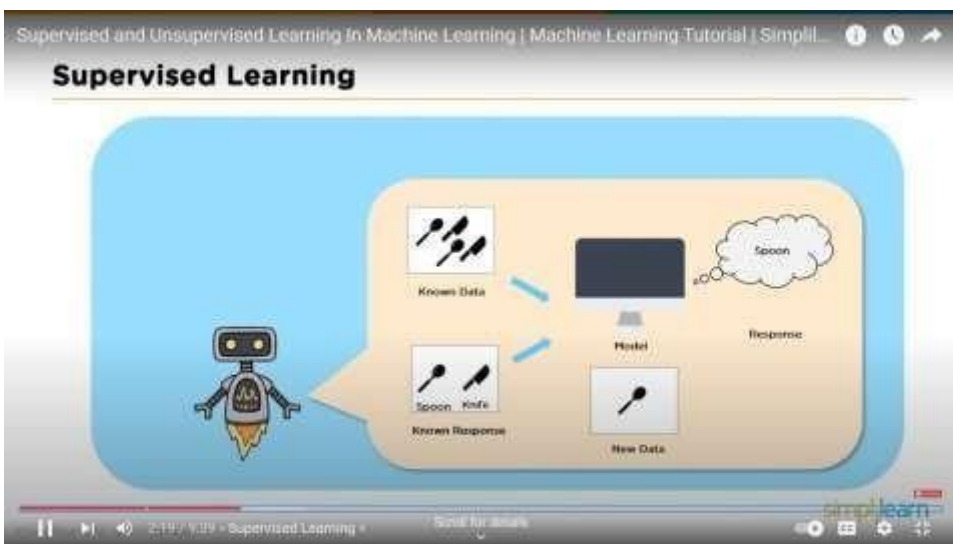 Supervised and Unsupervised Learning In Machine Learning | Machine Learning Tutorial | Simplil...
Supervised Learning
Known Data
Spoon
Model
Response
Spoon Knife
Known Response
New Data
simplilearn
2:19 / 9:39 • Supervised Learning
Scroll for details